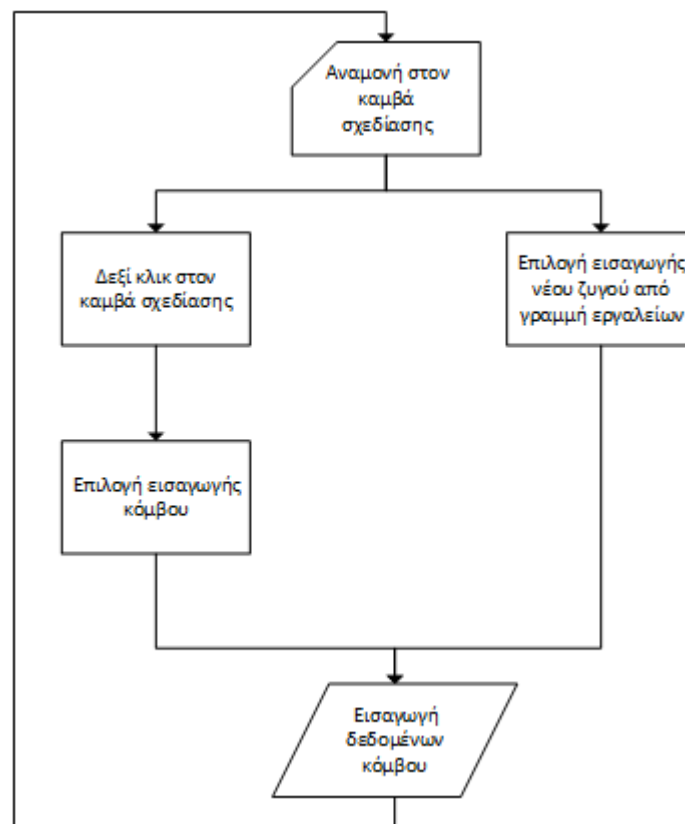 Αναμονή στον
καμβά
σχεδίασης
Δεξί κλικ στον
καμβά σχεδίασης
Επιλογή εισαγωγής
νέου ζυγού από
γραμμή εργαλείων
Επιλογή εισαγωγής
κόμβου
Εισαγωγή
δεδομένων
κόμβου